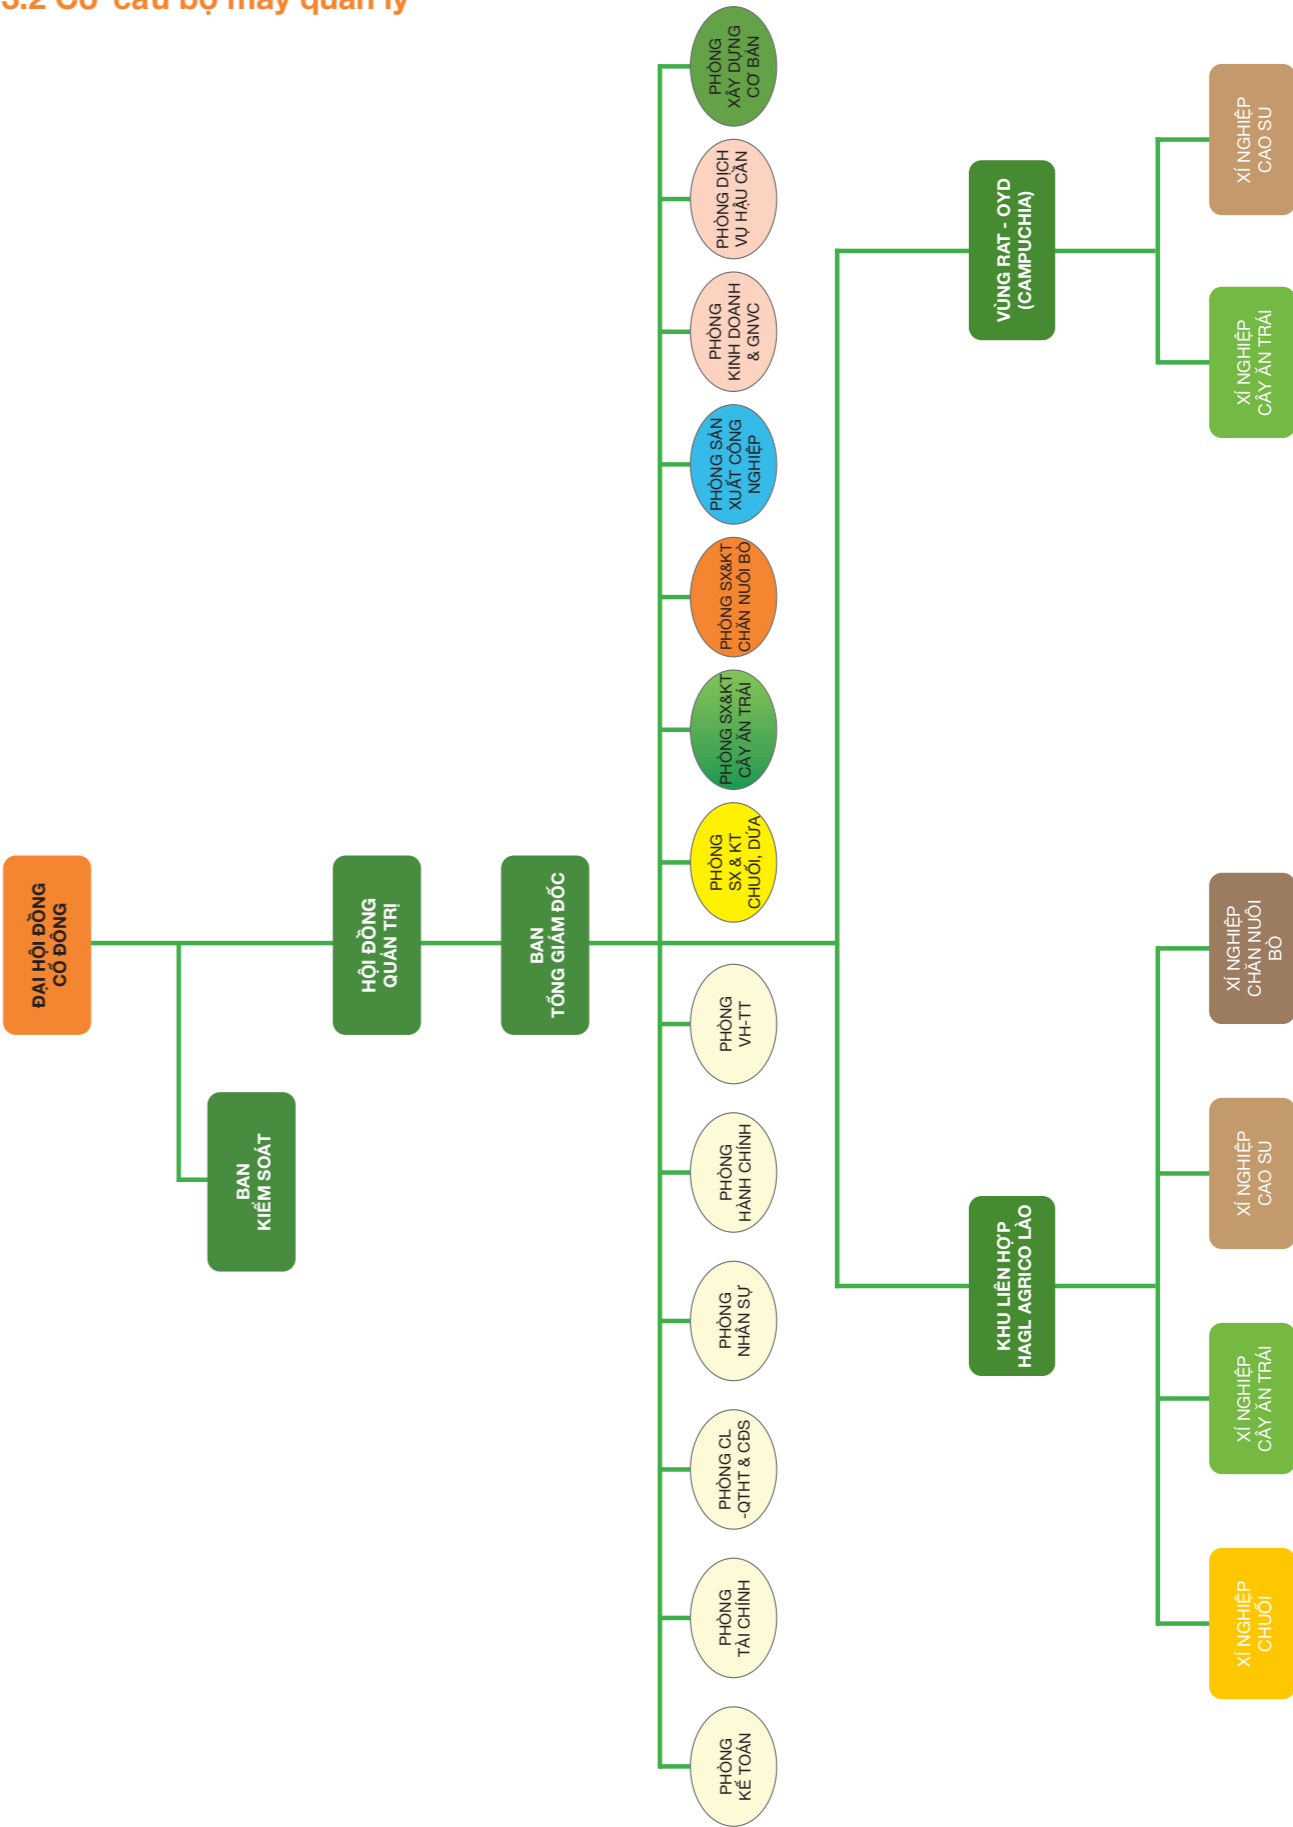 3.2 Cơ cấu bộ máy quản lý
ĐẠI HỘI ĐỒNG
CỔ ĐÔNG
BAN
KIỂM SOÁT
HỘI ĐỒNG
QUẢN TRỊ
BAN
TỔNG GIÁM ĐỐC
PHÒNG
KẾ TOÁN
PHÒNG
TÀI CHÍNH
PHÒNG CL
-QTHT & CĐS
PHÒNG
NHÂN SỰ
PHÒNG
HÀNH CHÍNH
PHÒNG
VH-TT
PHÒNG
SX & KT
CHUỐI, DỨA
PHÒNG SX&KT
CÂY ĂN TRÁI
PHÒNG SX&KT
CHĂN NUÔI BÒ
PHÒNG SẢN
XUẤT CÔNG
NGHIỆP
PHÒNG
KINH DOANH
& GNVC
PHÒNG DỊCH
VỤ HẬU CẦN
PHÒNG
XÂY DỰNG
CƠ BẢN
KHU LIÊN HỢP
HAGL AGRICO LÀO
VÙNG RAT - OYD
(CAMPUCHIA)
XÍ NGHIỆP
CHUỐI
XÍ NGHIỆP
CÂY ĂN TRÁI
XÍ NGHIỆP
CAO SU
XÍ NGHIỆP
CHĂN NUÔI
BÒ
XÍ NGHIỆP
CÂY ĂN TRÁI
XÍ NGHIỆP
CAO SU